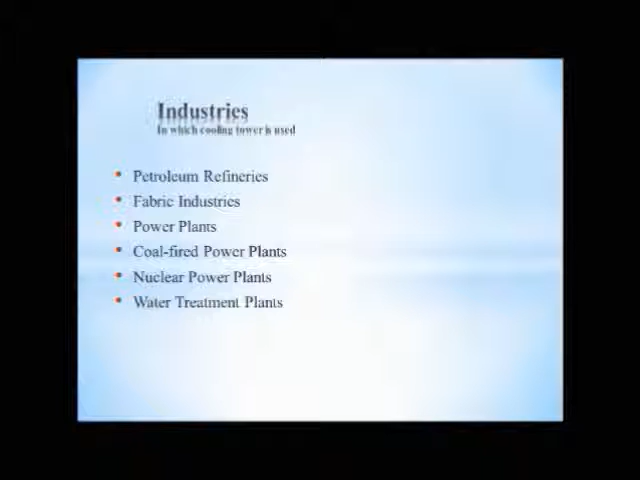 Industries
In which cooling tower is used
Petroleum Refineries
Fabric Industries
Power Plants
Coal-fired Power Plants
Nuclear Power Plants
Water Treatment Plants